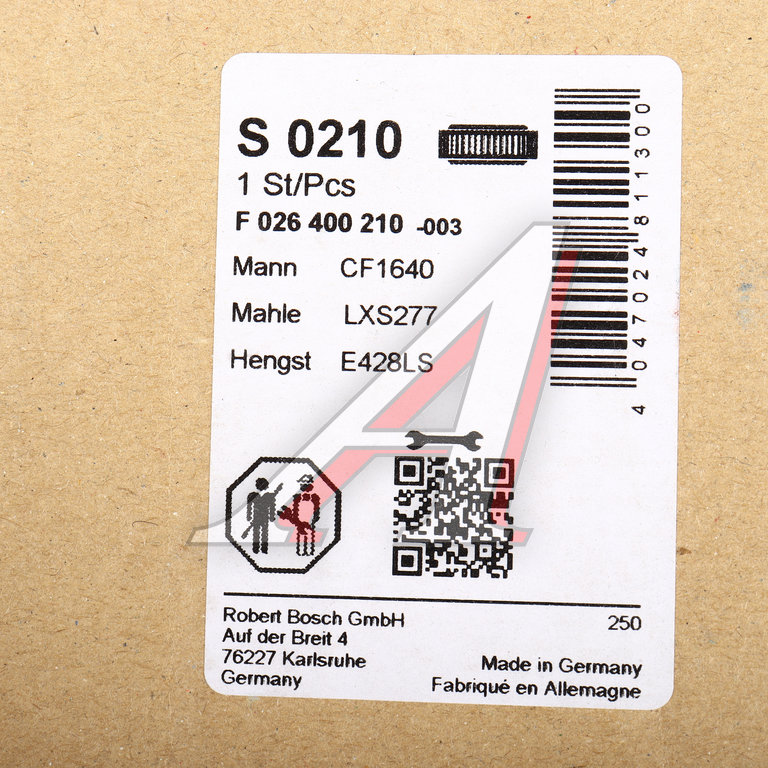 S 0210
1 St/Pcs
F 026 400 210 -003
Mann CF1640
Mahle LXS277
Hengst E428LS
4 047024 811300
Robert Bosch GmbH
Auf der Breit 4
76227 Karlsruhe
Germany
250
Made in Germany
Fabriqué en Allemagne